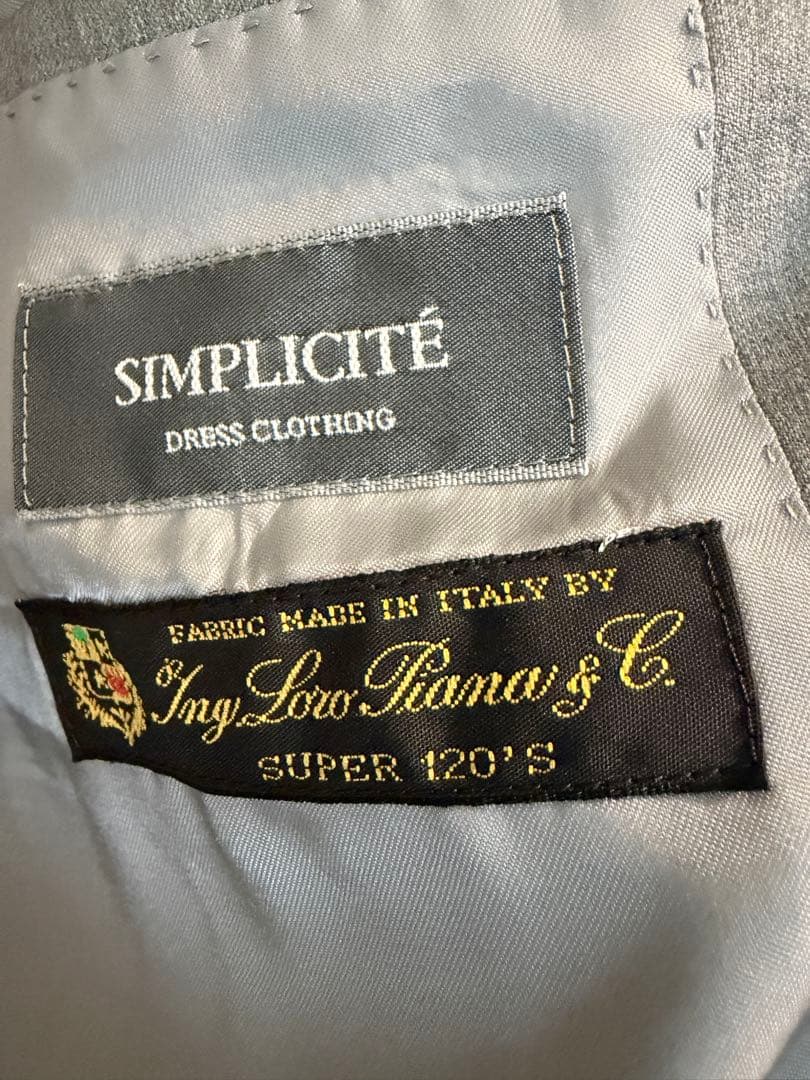 SIMPLICITÉ
DRESS CLOTHING
FABRIC MADE IN ITALY BY
Ing. Loro Piana & C.
SUPER 120'S